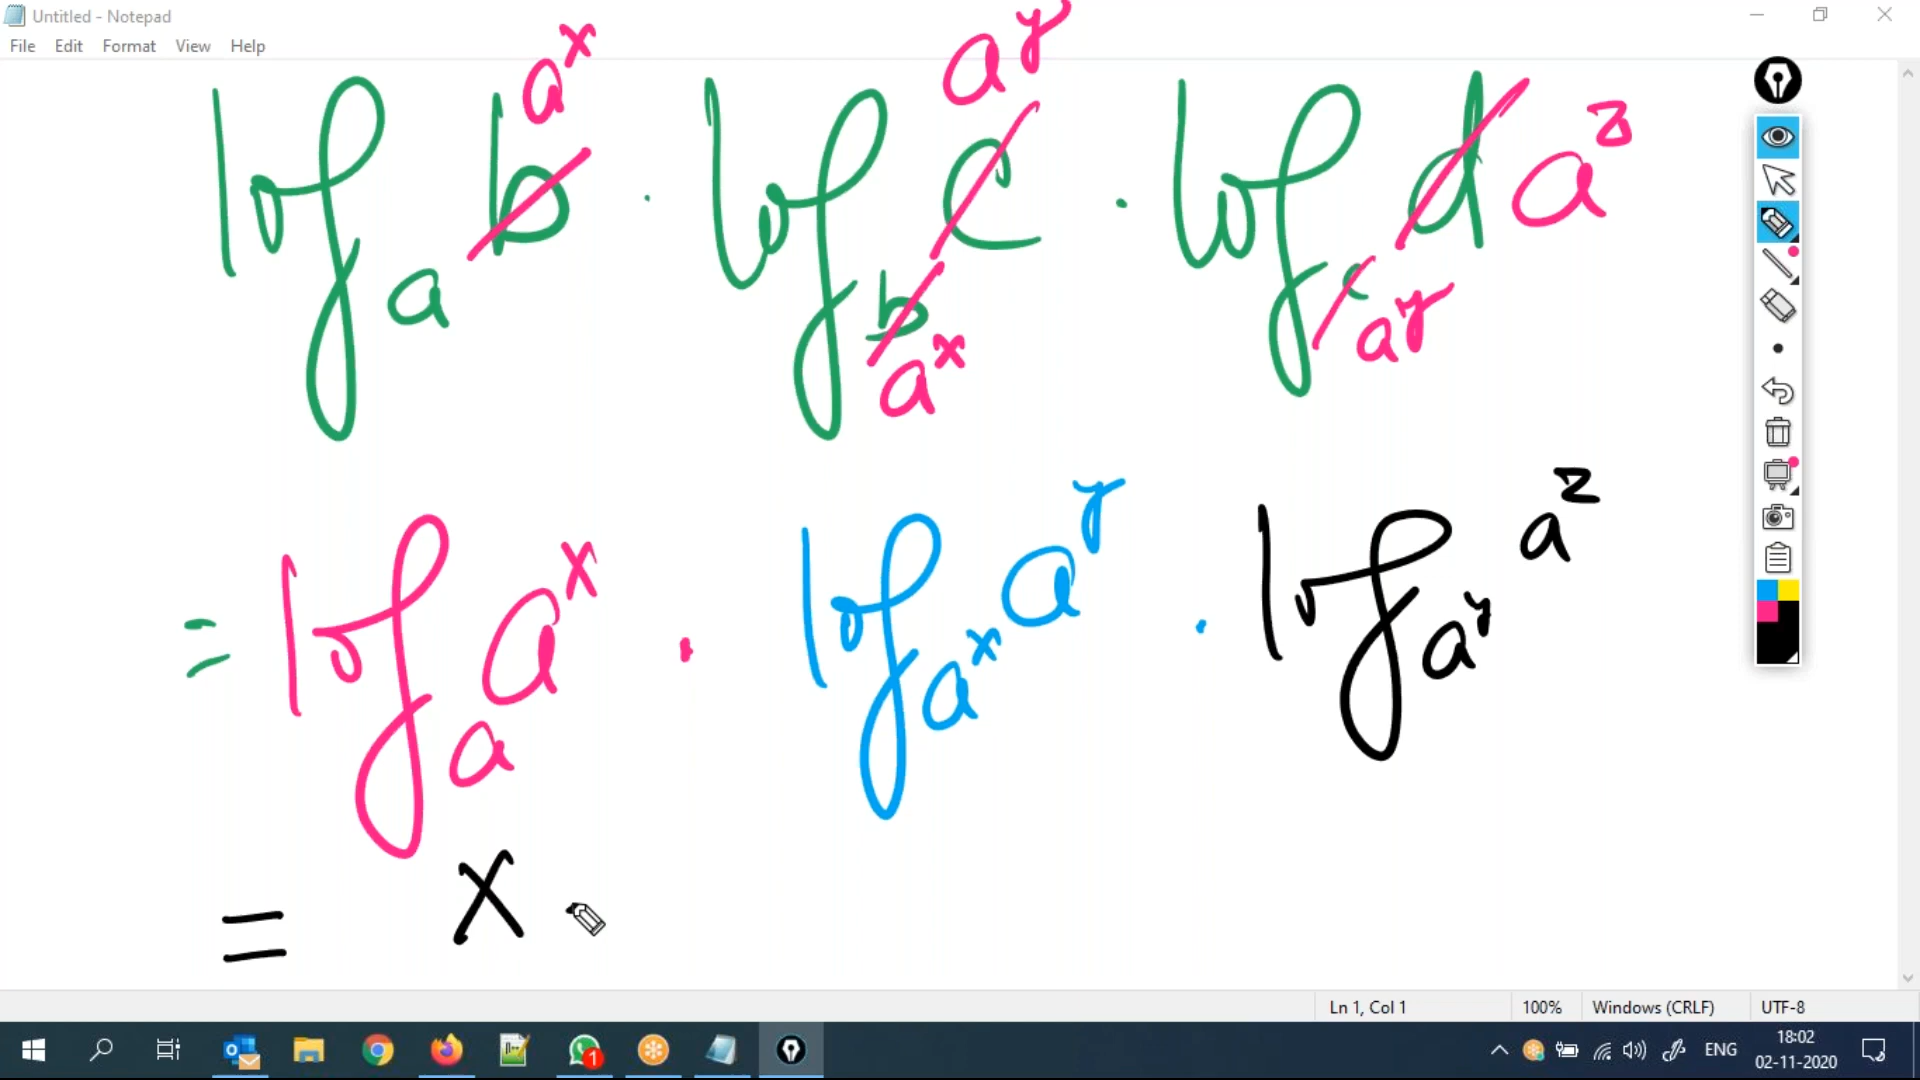 Untitled - Notepad
File Edit Format View Help
log_a b a^x · log_b c a^y · log_c d a^z
a^x a^y
= log_a a^x · log_{a^x} a^y · log_{a^y} a^z
= x
Ln 1, Col 1 100% Windows (CRLF) UTF-8
1 ENG 18:02
02-11-2020